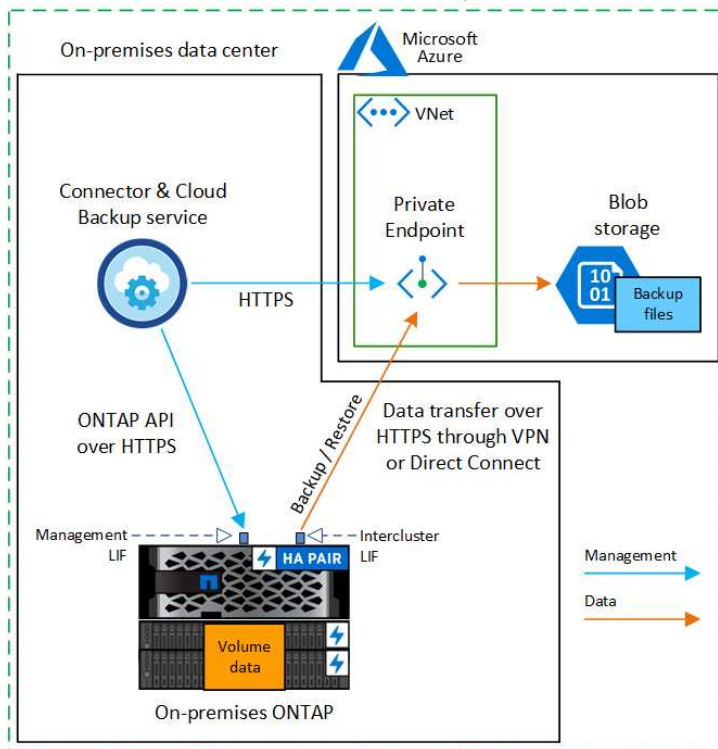 On-premises data center
Microsoft
Azure
VNet
Connector & Cloud
Backup service
Private
Endpoint
Blob
storage
10
01
Backup
files
HTTPS
ONTAP API
over HTTPS
Backup / Restore
Data transfer over
HTTPS through VPN
or Direct Connect
Management
LIF
Intercluster
LIF
HA PAIR
Management
Data
Volume
data
On-premises ONTAP